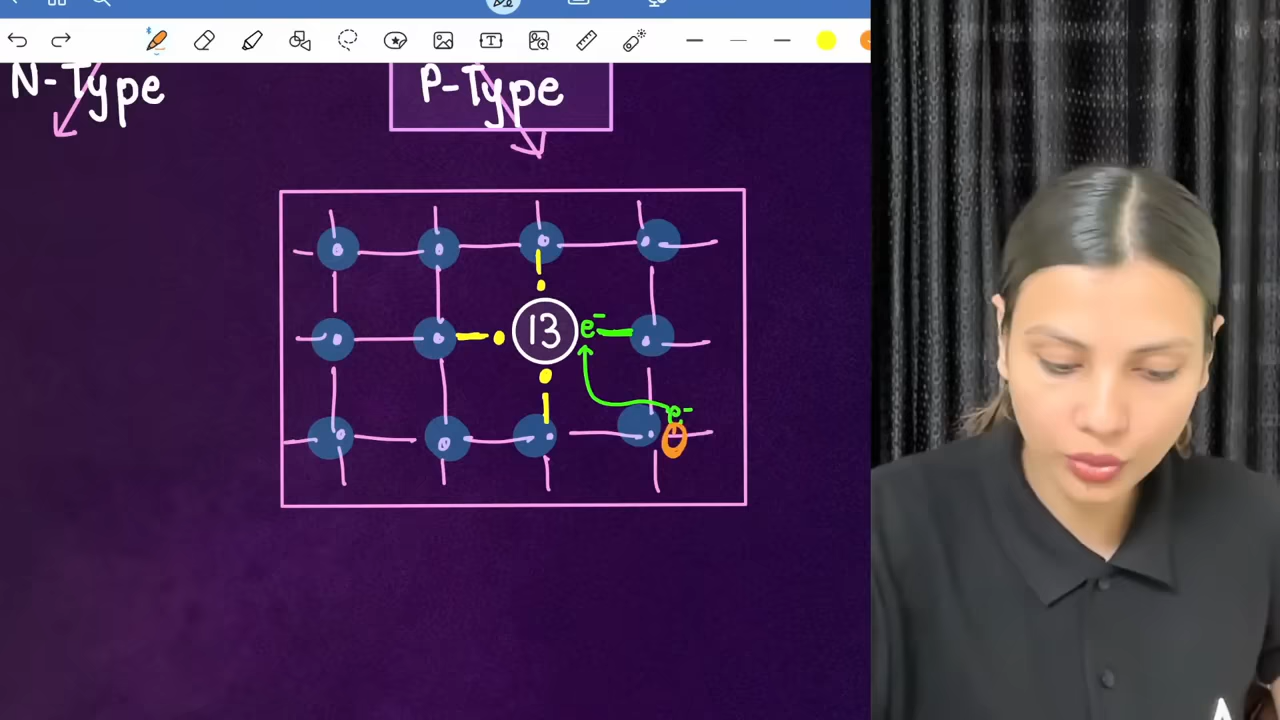 N-Type
P-Type
13 e⁻
e⁻